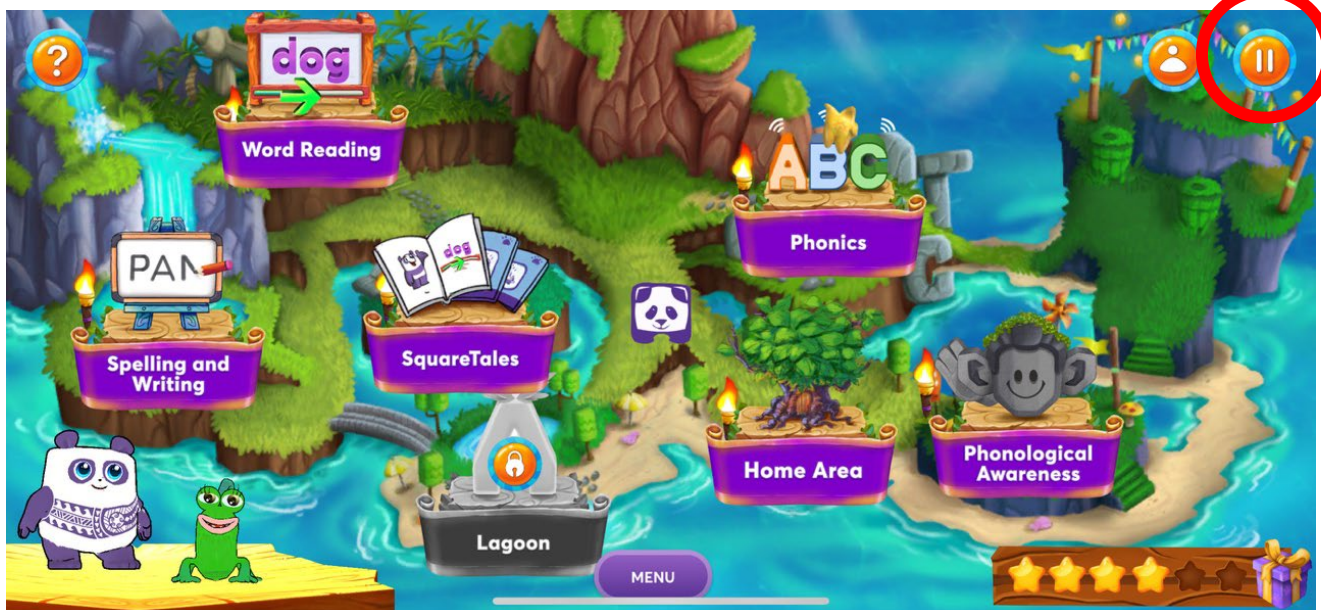 ?
dog
Word Reading
ABC
Phonics
PAN
Spelling and
Writing
dog
SquareTales
Home Area
Phonological
Awareness
Lagoon
MENU